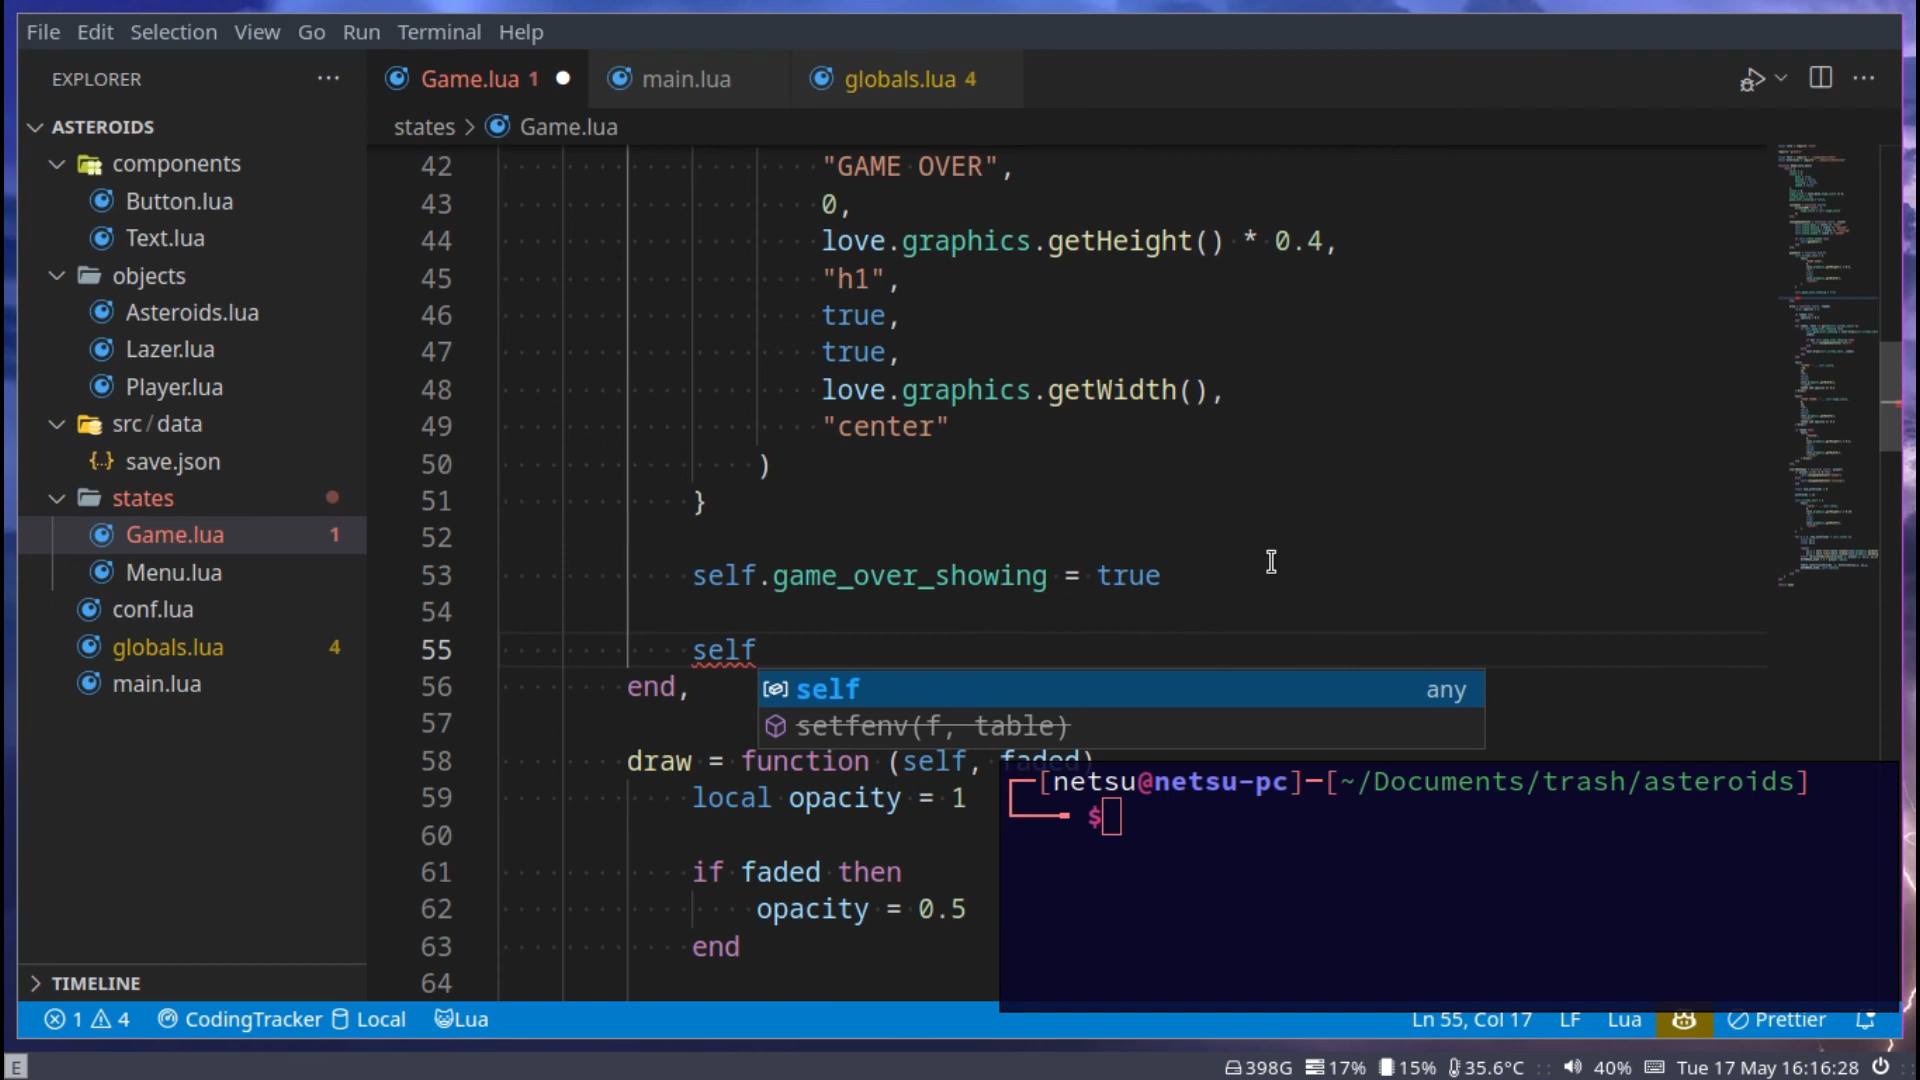 File Edit Selection View Go Run Terminal Help
EXPLORER ...
Game.lua 1 main.lua globals.lua 4
ASTEROIDS
states > Game.lua
components
Button.lua
Text.lua
objects
Asteroids.lua
Lazer.lua
Player.lua
src/data
save.json
states
Game.lua 1
Menu.lua
conf.lua
globals.lua 4
main.lua
TIMELINE
42 "GAME OVER",
43 0,
44 love.graphics.getHeight() * 0.4,
45 "h1",
46 true,
47 true,
48 love.graphics.getWidth(),
49 "center"
50 )
51 }
52
53 self.game_over_showing = true
54
55 self
self any
setfenv(f, table)
56 end,
57
58 draw = function (self, faded)
59 local opacity = 1
60
61 if faded then
62 opacity = 0.5
63 end
64
[netsu@netsu-pc]-[~/Documents/trash/asteroids]
$
1 4 CodingTracker Local Lua Ln 55, Col 17 LF Lua Prettier
E 398G 17% 15% 35.6°C 40% Tue 17 May 16:16:28